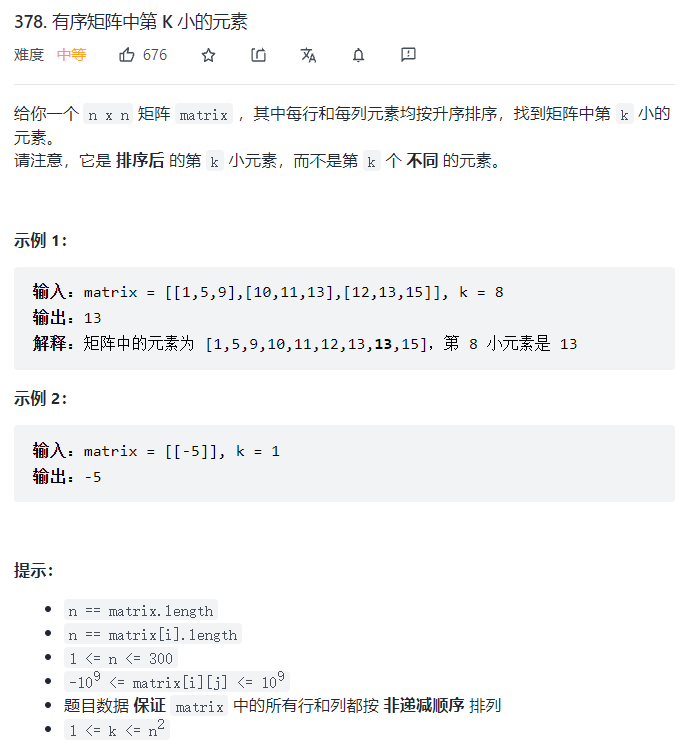 378. 有序矩阵中第 K 小的元素
难度 中等 676
给你一个 n x n 矩阵 matrix ，其中每行和每列元素均按升序排序，找到矩阵中第 k 小的
元素。
请注意，它是 排序后 的第 k 小元素，而不是第 k 个 不同 的元素。
示例 1：
输入：matrix = [[1,5,9],[10,11,13],[12,13,15]], k = 8
输出：13
解释：矩阵中的元素为 [1,5,9,10,11,12,13,13,15]，第 8 小元素是 13
示例 2：
输入：matrix = [[-5]], k = 1
输出：-5
提示：
• n == matrix.length
• n == matrix[i].length
• 1 <= n <= 300
• -10⁹ <= matrix[i][j] <= 10⁹
• 题目数据 保证 matrix 中的所有行和列都按 非递减顺序 排列
• 1 <= k <= n²